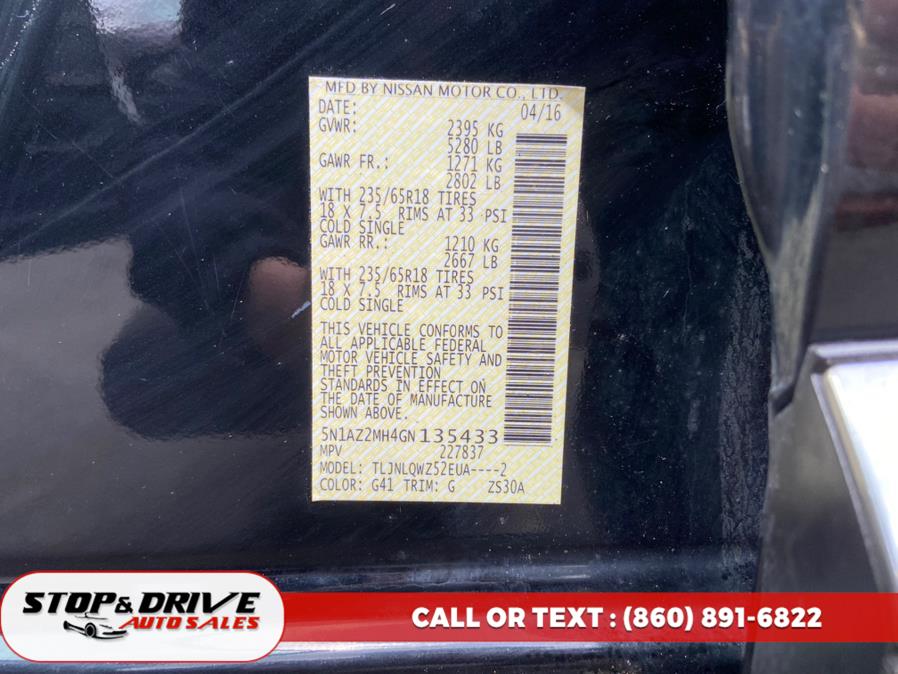 MFD BY NISSAN MOTOR CO., LTD.
DATE: 04/16
GVWR: 2395 KG
5280 LB
GAWR FR.: 1271 KG
2802 LB
WITH 235/65R18 TIRES
18 X 7.5 RIMS AT 33 PSI
COLD SINGLE
GAWR RR.: 1210 KG
2667 LB
WITH 235/65R18 TIRES
18 X 7.5 RIMS AT 33 PSI
COLD SINGLE
THIS VEHICLE CONFORMS TO
ALL APPLICABLE FEDERAL
MOTOR VEHICLE SAFETY AND
THEFT PREVENTION
STANDARDS IN EFFECT ON
THE DATE OF MANUFACTURE
SHOWN ABOVE.
5N1AZ2MH4GN135433
MPV 227837
MODEL: TLJNLQWZ52EUA----2
COLOR: G41 TRIM: G ZS30A
STOP & DRIVE
AUTO SALES
CALL OR TEXT : (860) 891-6822